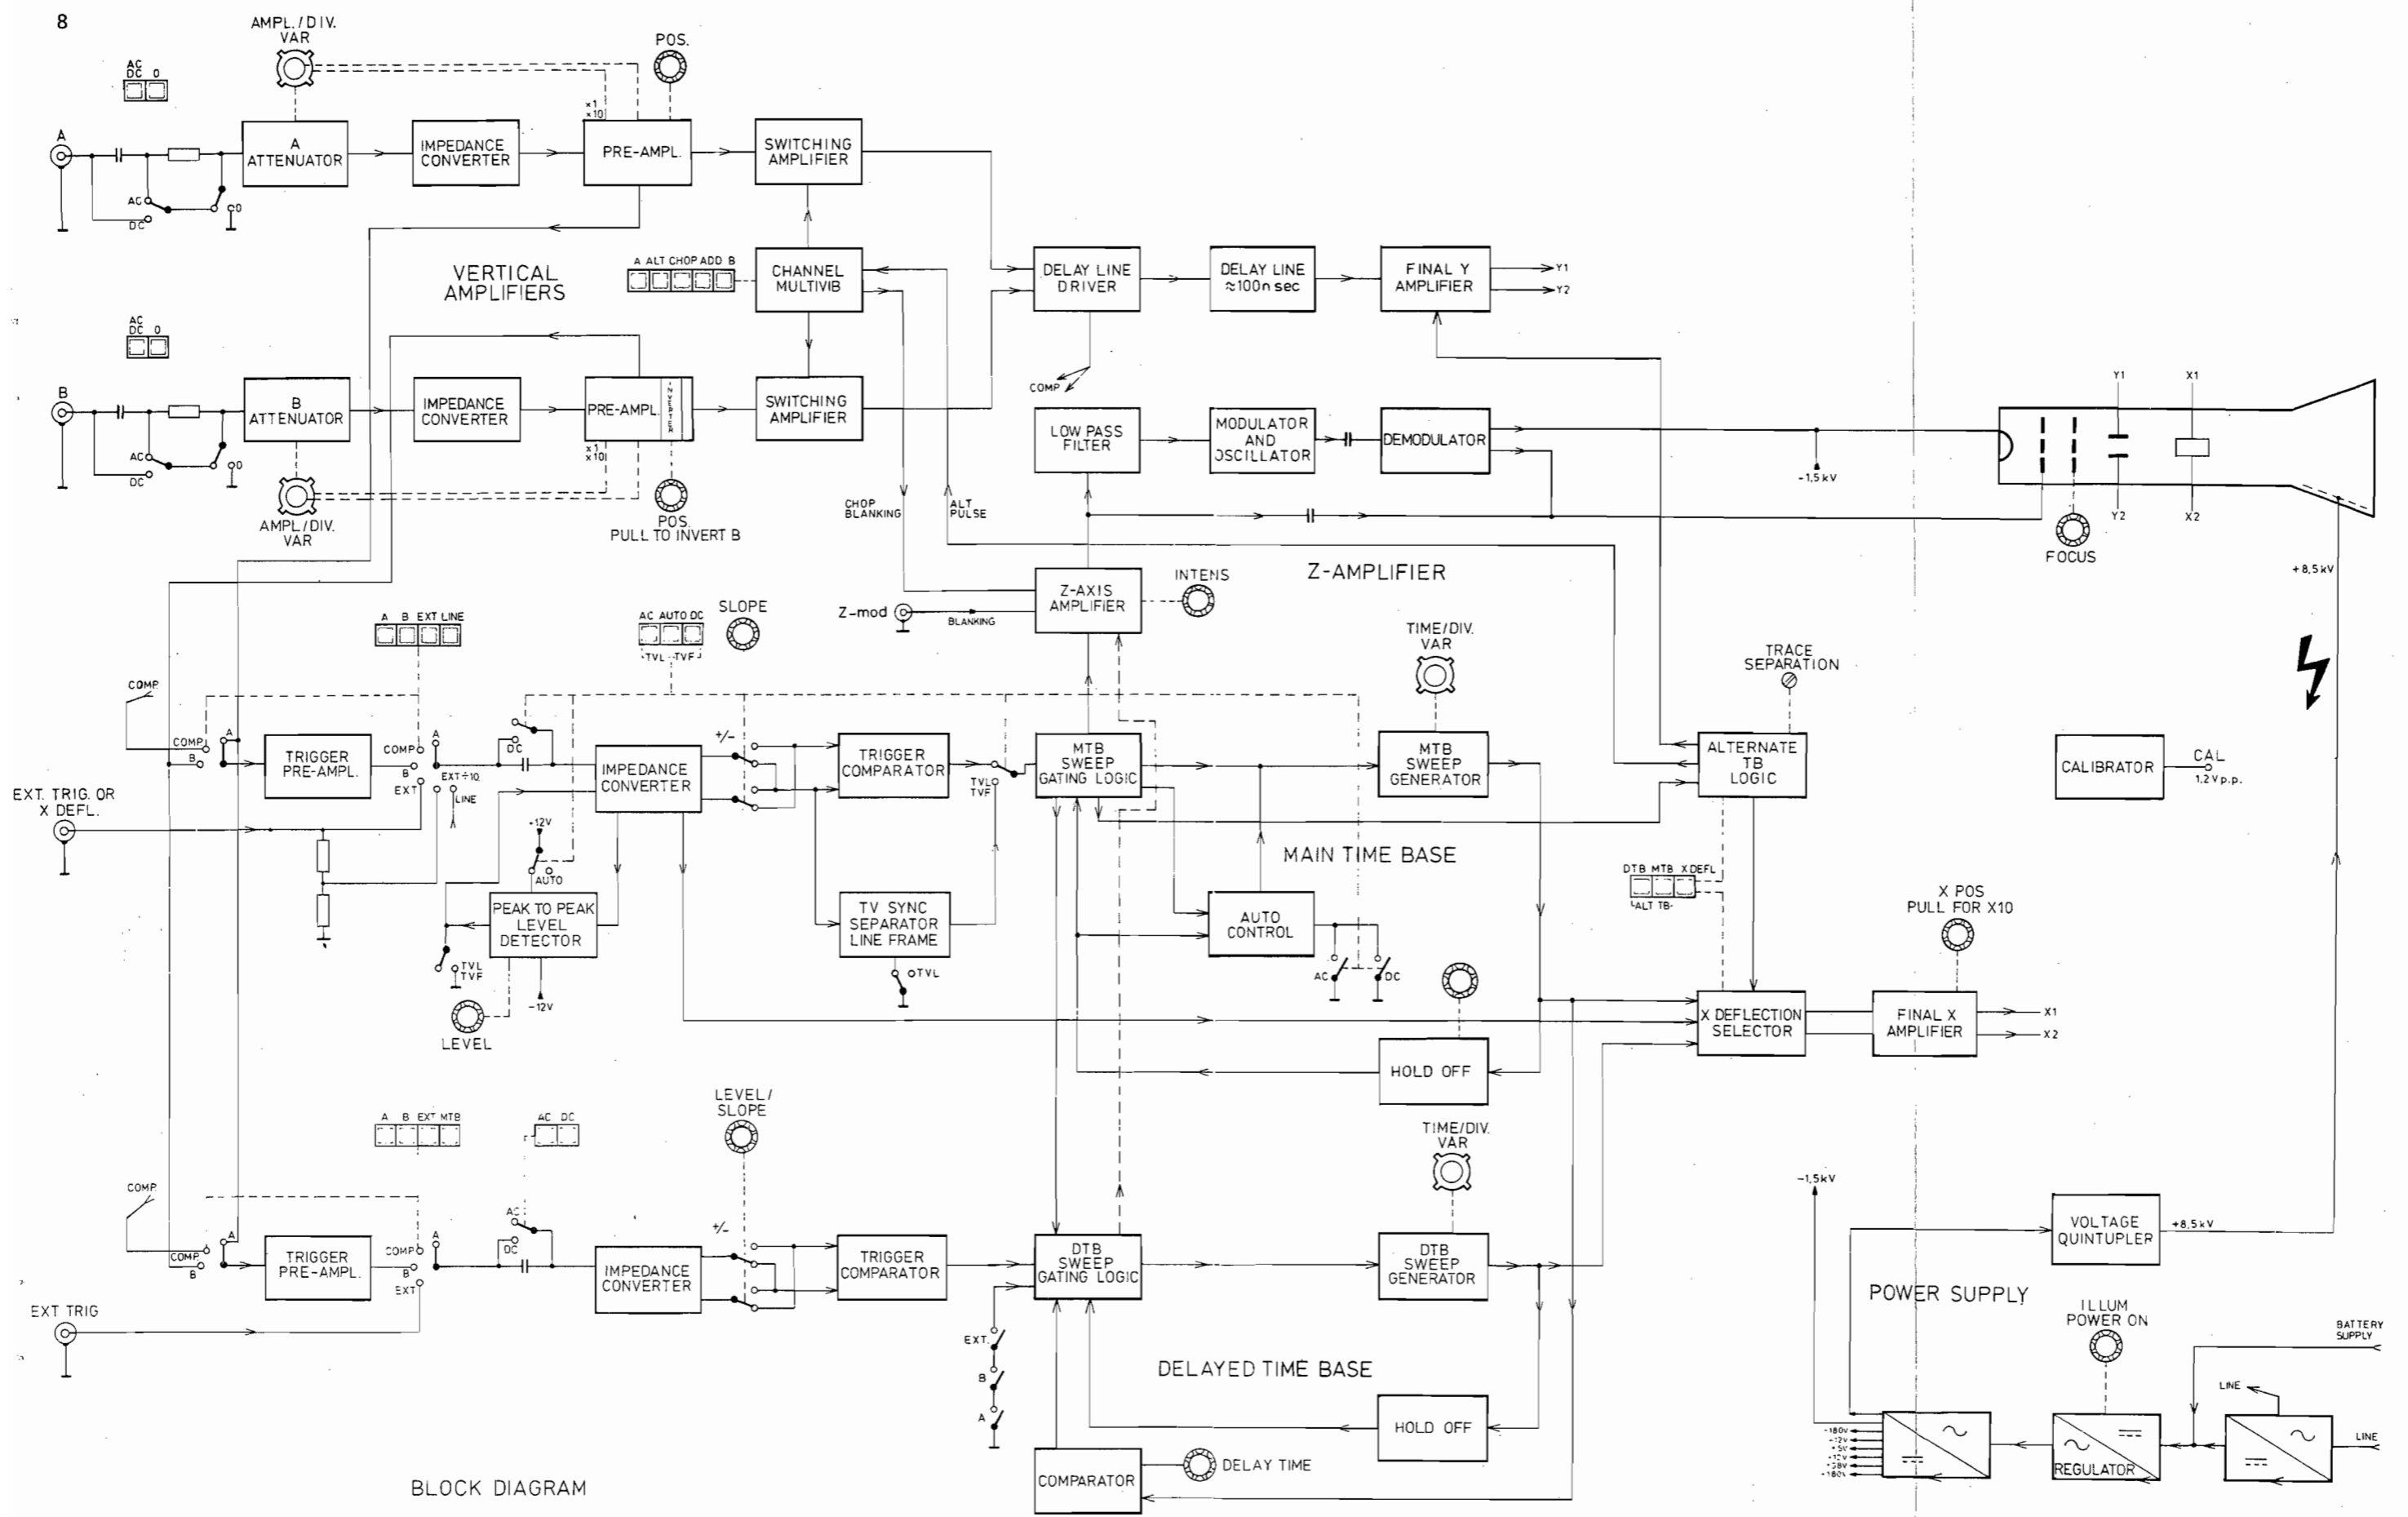 8
AMPL./DIV.
VAR
POS.
AC
DC 0
x1
x10
A
A
ATTENUATOR
IMPEDANCE
CONVERTER
PRE-AMPL.
SWITCHING
AMPLIFIER
AC
DC
0
VERTICAL
AMPLIFIERS
A ALT CHOP ADD B
CHANNEL
MULTIVIB
DELAY LINE
DRIVER
DELAY LINE
≈100n sec
FINAL Y
AMPLIFIER
Y1
Y2
AC
DC 0
COMP
B
B
ATTENUATOR
IMPEDANCE
CONVERTER
PRE-AMPL.
INVERTER
SWITCHING
AMPLIFIER
LOW PASS
FILTER
MODULATOR
AND
OSCILLATOR
DEMODULATOR
Y1
X1
AC
DC
0
x1
x10
-1,5kV
AMPL/DIV.
VAR
POS.
PULL TO INVERT B
CHOP
BLANKING
ALT
PULSE
Y2
X2
FOCUS
Z-AMPLIFIER
+8,5kV
Z-AXIS
AMPLIFIER
INTENS
Z-mod
BLANKING
A B EXT LINE
AC AUTO DC
TVL TVF
SLOPE
TIME/DIV.
VAR
TRACE
SEPARATION
COMP.
COMP
B
A
TRIGGER
PRE-AMPL.
COMP
B
EXT
A
EXT÷10
LINE
DC
IMPEDANCE
CONVERTER
+/-
TRIGGER
COMPARATOR
TVL
TVF
MTB
SWEEP
GATING LOGIC
MTB
SWEEP
GENERATOR
ALTERNATE
TB
LOGIC
CALIBRATOR
CAL
1,2Vp.p.
EXT. TRIG. OR
X DEFL.
-12V
AUTO
MAIN TIME BASE
DTB MTB X DEFL
ALT TB
PEAK TO PEAK
LEVEL
DETECTOR
TV SYNC
SEPARATOR
LINE FRAME
AUTO
CONTROL
X POS
PULL FOR X10
TVL
TVF
TVL
AC
DC
-12V
LEVEL
X DEFLECTION
SELECTOR
FINAL X
AMPLIFIER
X1
X2
HOLD OFF
A B EXT MTB
AC DC
LEVEL/
SLOPE
TIME/DIV.
VAR
COMP.
COMP
B
A
TRIGGER
PRE-AMPL.
COMP
B
EXT
A
AC
DC
IMPEDANCE
CONVERTER
+/-
TRIGGER
COMPARATOR
DTB
SWEEP
GATING LOGIC
DTB
SWEEP
GENERATOR
-1,5kV
VOLTAGE
QUINTUPLER
+8,5kV
EXT TRIG
POWER SUPPLY
ILLUM
POWER ON
BATTERY
SUPPLY
EXT.
B
A
DELAYED TIME BASE
HOLD OFF
LINE
LINE
REGULATOR
COMPARATOR
DELAY TIME
BLOCK DIAGRAM